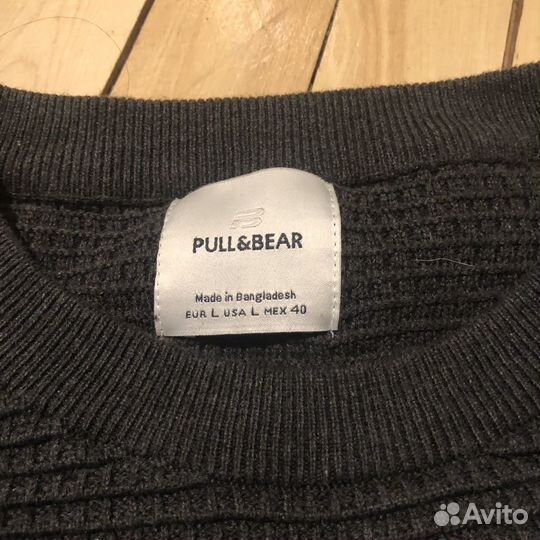 PULL&BEAR
Made in Bangladesh
EUR L USA L MEX 40
Avito